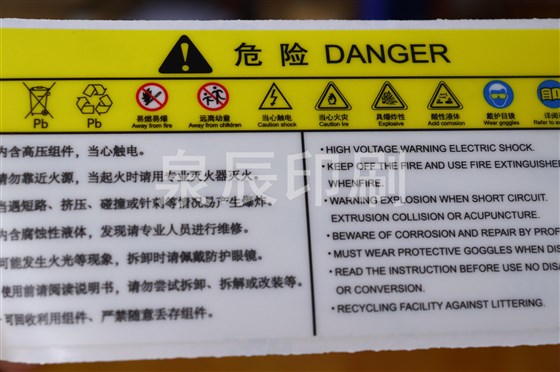 危 险 DANGER
Pb
Pb
易燃易爆
Away from fire
远离幼童
Away from children
当心触电
Caution shock
当心火灾
Caution fire
具爆炸性
Explosive
酸性液体
Acid corrosion
戴护目镜
Wear goggles
Refer to
内含高压组件，当心触电。
请勿靠近火源，当起火时请用专业灭火器灭火。
当遇短路、挤压、碰撞或针刺等情况易产生爆炸。
内含腐蚀性液体，发现请专业人员进行维修。
可能发生火光等现象，拆卸时请佩戴防护眼镜。
使用前请阅读说明书，请勿尝试拆卸、拆解或改装等。
可回收利用组件、严禁随意丢弃组件。
• HIGH VOLTAGE WARNING ELECTRIC SHOCK.
• KEEP OFF THE FIRE AND USE FIRE EXTINGUISHER
WHENFIRE.
• WARNING EXPLOSION WHEN SHORT CIRCUIT.
EXTRUSION COLLISION OR ACUPUNCTURE.
• BEWARE OF CORROSION AND REPAIR BY PROF
• MUST WEAR PROTECTIVE GOGGLES WHEN DIS
• READ THE INSTRUCTION BEFORE USE NO DISA
OR CONVERSION.
• RECYCLING FACILITY AGAINST LITTERING.
泉辰印刷